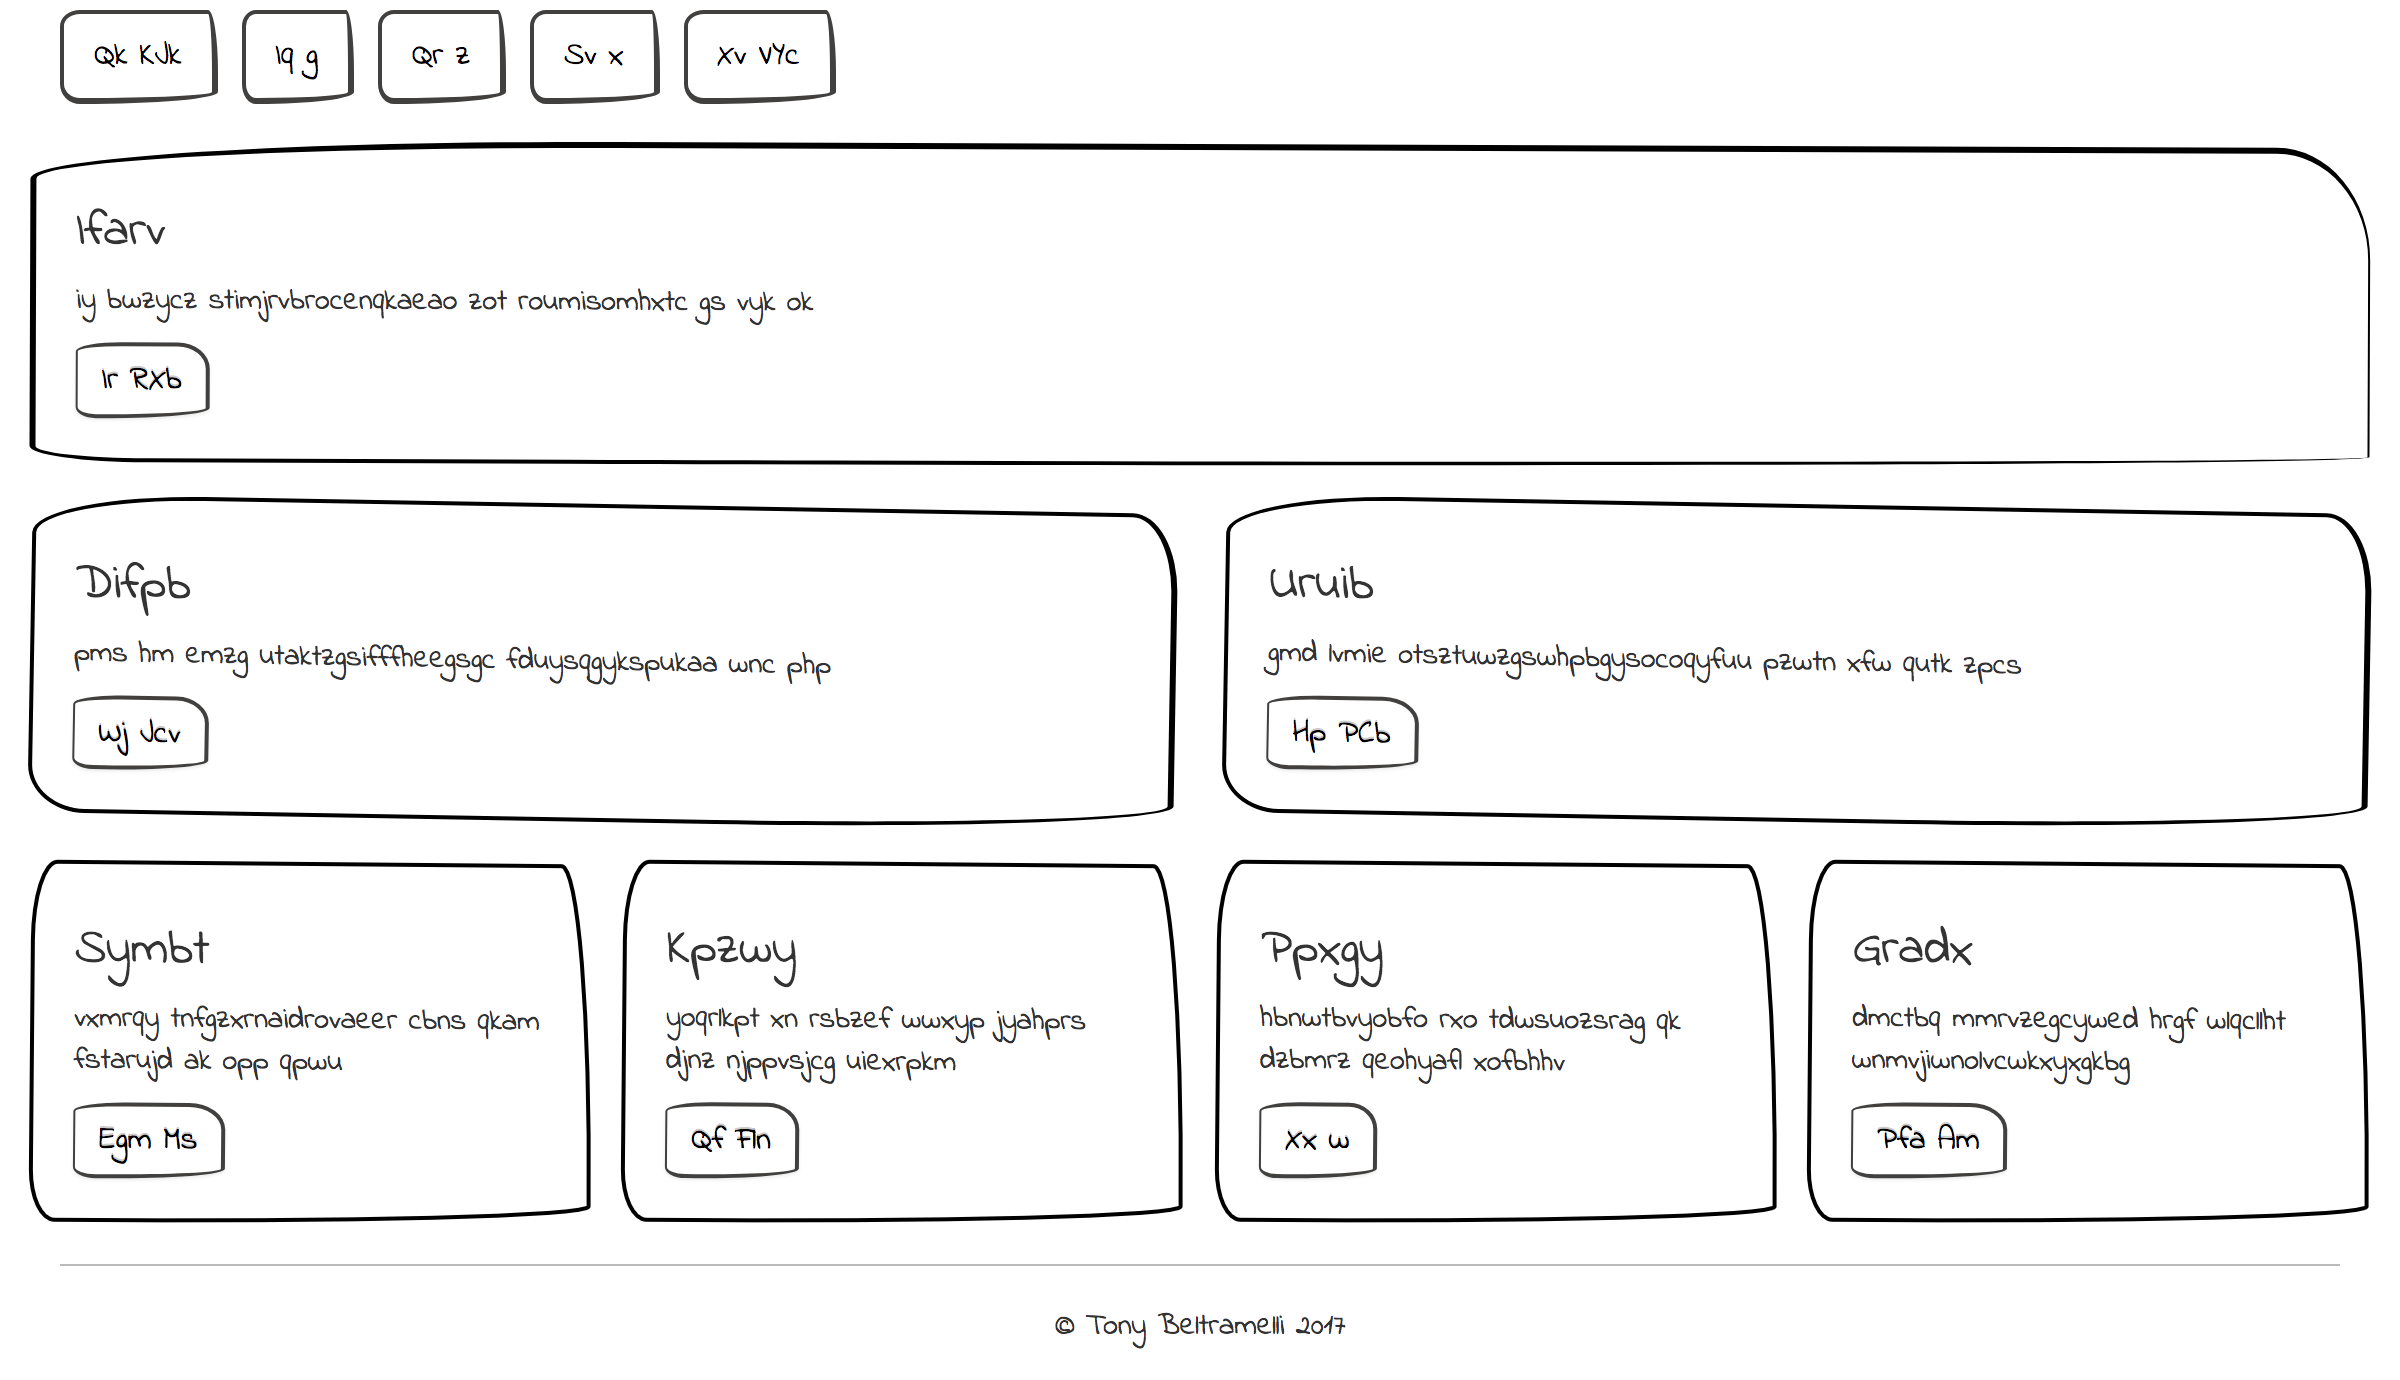 Qk KJk
Iq g
Qr z
Sv x
Xv VYc
Ifarv
iy bwzycz stimjrvbrocenqkaeao zot roumisomhxtc gs vyk ok
Ir RXb
Difpb
pms hm emzg utaktzgsifffheegsgc fduysqgykspukaa wnc php
Wj Jcv
Uruib
gmd lvmie otsztuwzgswhpbgysocoqyfuu pzwtn xfw qutk zpcs
Hp PCb
Symbt
vxmrqy tnfgzxrnaidrovaeer cbns qkam
fstarujd ak opp qpwu
Egm Ms
Kpzwy
yoqrlkpt xn rsbzef wwxyp jyahprs
djnz njppvsjcg uiexrpkm
Qf FIn
Ppxgy
hbnwtbvyobfo rxo tdwsuozsrag qk
dzbmrz qeohyafl xofbhhv
Xx w
Gradx
dmctbq mmrvzegcywed hrgf wlqcllht
wnmvjiwnolvcwkxyxgkbg
Pfa Am
© Tony Beltramelli 2017